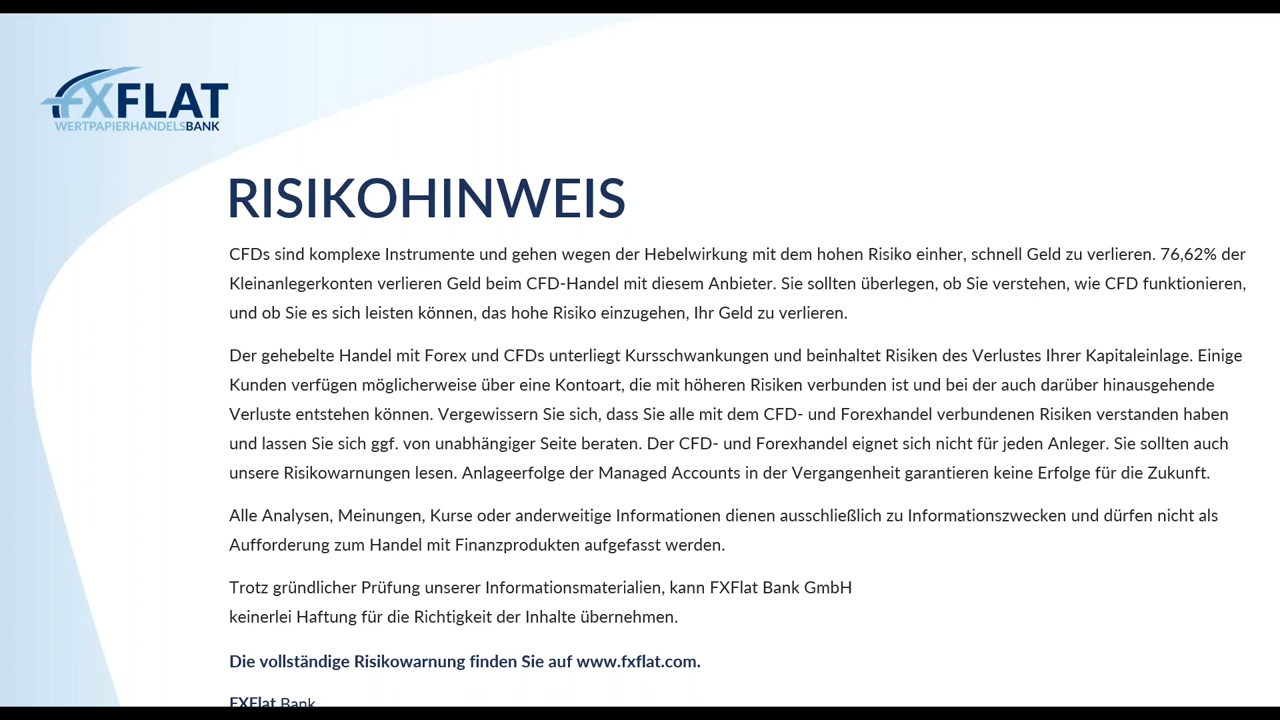 FXFLAT
WERTPAPIERHANDELSBANK
RISIKOHINWEIS
CFDs sind komplexe Instrumente und gehen wegen der Hebelwirkung mit dem hohen Risiko einher, schnell Geld zu verlieren. 76,62% der
Kleinanlegerkonten verlieren Geld beim CFD-Handel mit diesem Anbieter. Sie sollten überlegen, ob Sie verstehen, wie CFD funktionieren,
und ob Sie es sich leisten können, das hohe Risiko einzugehen, Ihr Geld zu verlieren.
Der gehebelte Handel mit Forex und CFDs unterliegt Kursschwankungen und beinhaltet Risiken des Verlustes Ihrer Kapitaleinlage. Einige
Kunden verfügen möglicherweise über eine Kontoart, die mit höheren Risiken verbunden ist und bei der auch darüber hinausgehende
Verluste entstehen können. Vergewissern Sie sich, dass Sie alle mit dem CFD- und Forexhandel verbundenen Risiken verstanden haben
und lassen Sie sich ggf. von unabhängiger Seite beraten. Der CFD- und Forexhandel eignet sich nicht für jeden Anleger. Sie sollten auch
unsere Risikowarnungen lesen. Anlageerfolge der Managed Accounts in der Vergangenheit garantieren keine Erfolge für die Zukunft.
Alle Analysen, Meinungen, Kurse oder anderweitige Informationen dienen ausschließlich zu Informationszwecken und dürfen nicht als
Aufforderung zum Handel mit Finanzprodukten aufgefasst werden.
Trotz gründlicher Prüfung unserer Informationsmaterialien, kann FXFlat Bank GmbH
keinerlei Haftung für die Richtigkeit der Inhalte übernehmen.
Die vollständige Risikowarnung finden Sie auf www.fxflat.com.
FXFlat Bank